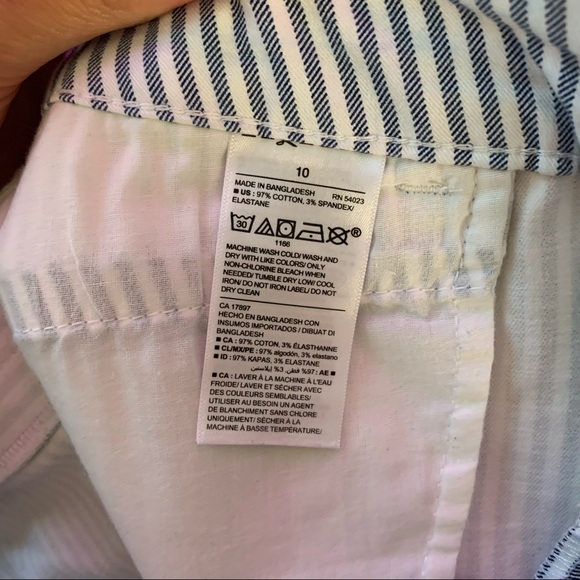 10
MADE IN BANGLADESH RN 54023
■ US: 97% COTTON, 3% SPANDEX/
ELASTANE
30 ®
1166
MACHINE WASH COLD/WASH AND
DRY WITH LIKE COLORS/ONLY
NON-CHLORINE BLEACH WHEN
NEEDED/TUMBLE DRY LOW/COOL
IRON/DO NOT IRON LABEL/DO NOT
DRY CLEAN
CA 17897
HECHO EN BANGLADESH CON
INSUMOS IMPORTADOS / DIBUAT DI
BANGLADESH
■ CA : 97% COTON, 3% ÉLASTHANNE
■ CL/MX/PE: 97% algodón, 3% elastano
■ ID : 97% KAPAS, 3% ELASTANE
■ AE : 97% قطن, 3% إيلاستين
■ CA : LAVER À LA MACHINE À L'EAU
FROIDE/LAVER ET SÉCHER AVEC
DES COULEURS SEMBLABLES/
UTILISER AU BESOIN UN AGENT
DE BLANCHIMENT SANS CHLORE
UNIQUEMENT/ SÉCHER À LA
MACHINE À BASSE TEMPÉRATURE/